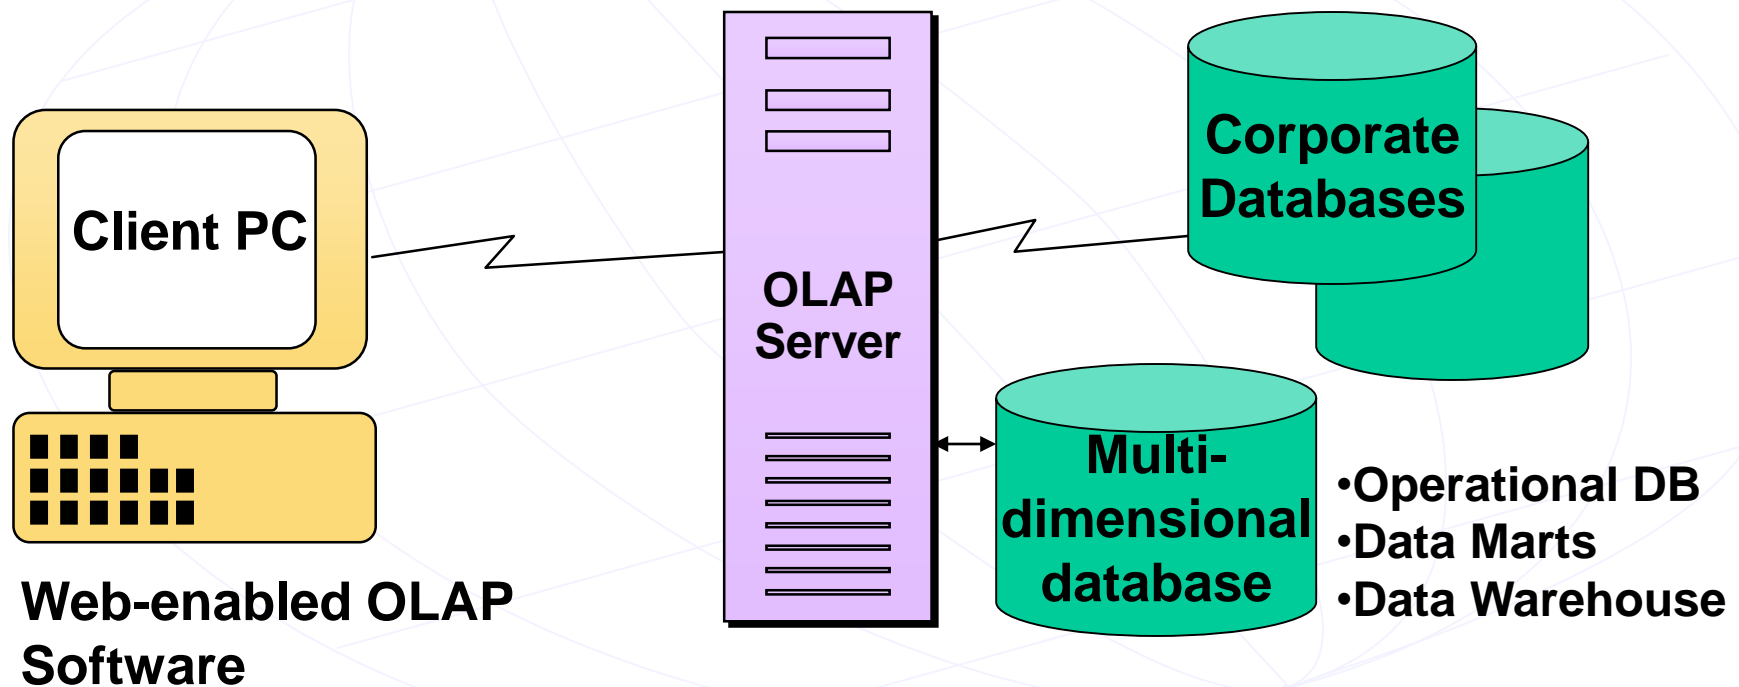 Client PC
Web-enabled OLAP
Software
OLAP
Server
Corporate
Databases
Multi-
dimensional
database
•Operational DB
•Data Marts
•Data Warehouse